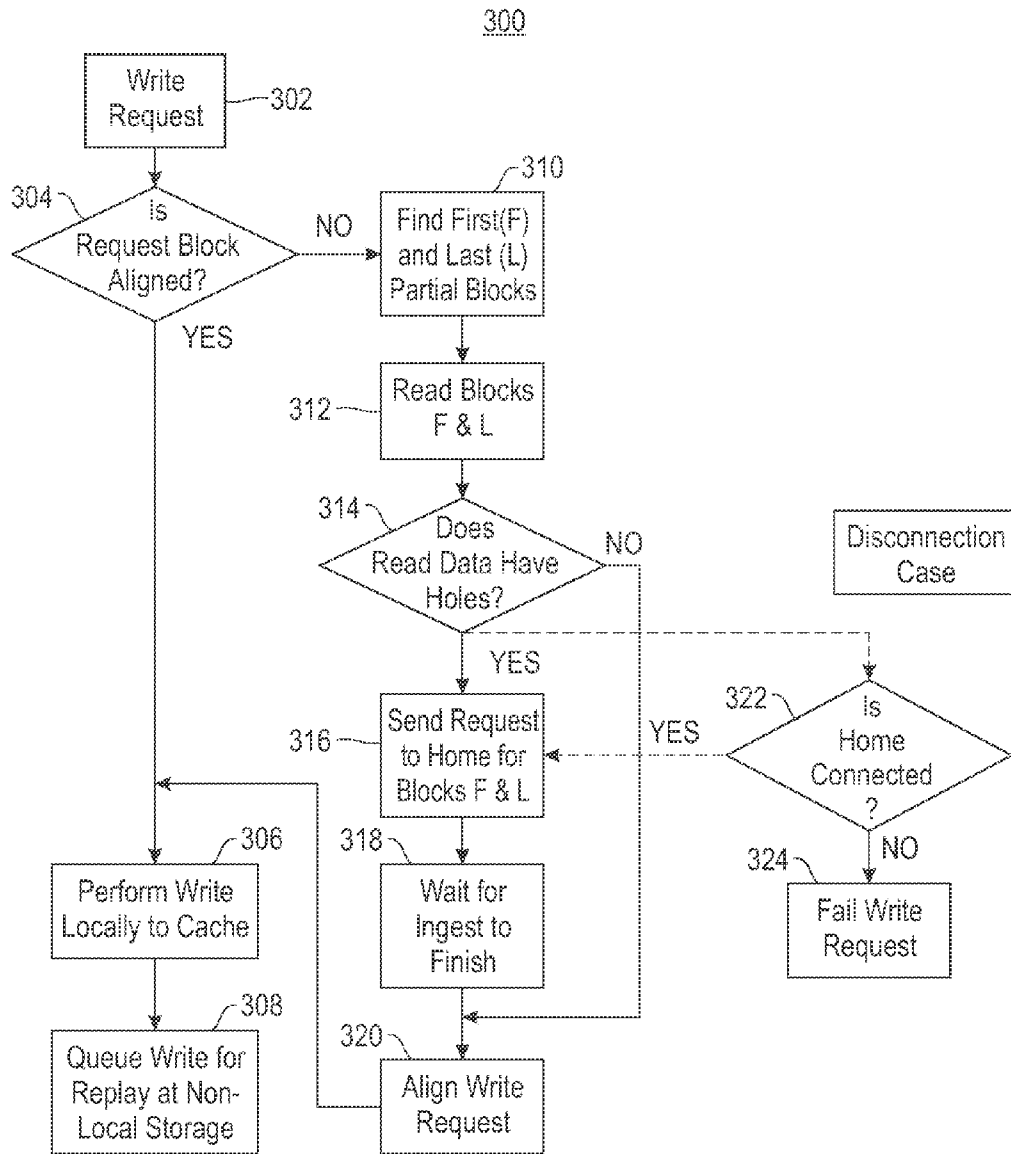 300
Write
Request
302
304
is
Request Block
Aligned?
NO
YES
310
Find First(F)
and Last (L)
Partial Blocks
312
Read Blocks
F & L
314
Does
Read Data Have
Holes?
NO
YES
Disconnection
Case
316
Send Request
to Home for
Blocks F & L
YES
322
is
Home
Connected
?
NO
306
Perform Write
Locally to Cache
318
Wait for
Ingest to
Finish
324
Fail Write
Request
308
Queue Write for
Replay at Non-
Local Storage
320
Align Write
Request